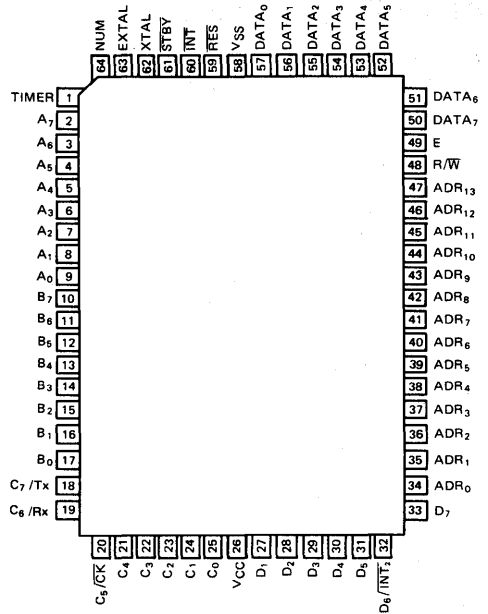 NUM EXTAL XTAL S̅T̅B̅Y̅ I̅N̅T̅ R̅E̅S̅ VSS DATA₀ DATA₁ DATA₂ DATA₃ DATA₄ DATA₅
64 63 62 61 60 59 58 57 56 55 54 53 52
TIMER 1
A₇ 2
A₆ 3
A₅ 4
A₄ 5
A₃ 6
A₂ 7
A₁ 8
A₀ 9
B₇ 10
B₆ 11
B₅ 12
B₄ 13
B₃ 14
B₂ 15
B₁ 16
B₀ 17
C₇/Tx 18
C₆/Rx 19
51 DATA₆
50 DATA₇
49 E
48 R/W̅
47 ADR₁₃
46 ADR₁₂
45 ADR₁₁
44 ADR₁₀
43 ADR₉
42 ADR₈
41 ADR₇
40 ADR₆
39 ADR₅
38 ADR₄
37 ADR₃
36 ADR₂
35 ADR₁
34 ADR₀
33 D₇
20 21 22 23 24 25 26 27 28 29 30 31 32
C₅/C̅K̅ C₄ C₃ C₂ C₁ C₀ VCC D₁ D₂ D₃ D₄ D₅ D₆/I̅N̅T̅₂